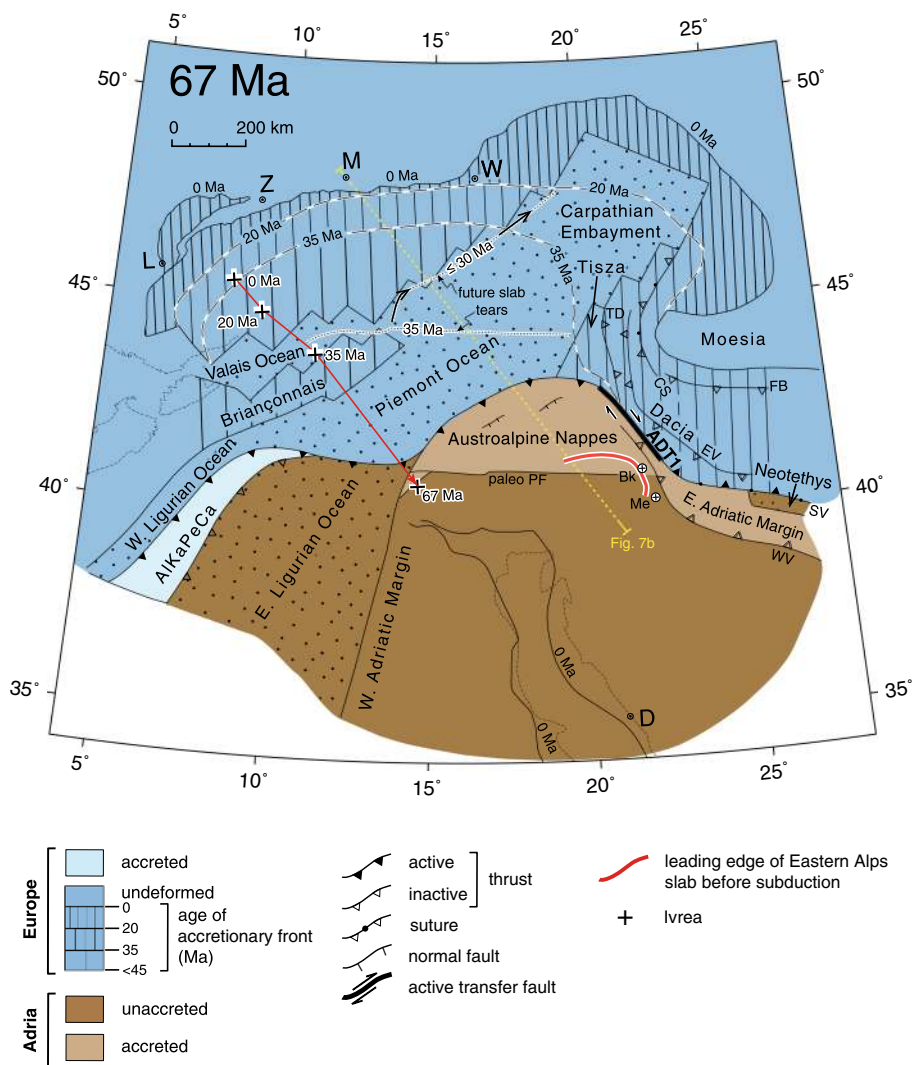 5° 10° 15° 20° 25°
50° 50°
67 Ma
0 200 km
M
W
Z
L
0 Ma
0 Ma
0 Ma
20 Ma
20 Ma
35 Ma
35 Ma
Carpathian
Embayment
≤ 30 Ma
Tisza
future slab
tears
45° 45°
0 Ma
20 Ma
35 Ma
35 Ma
TD
Moesia
Valais Ocean
Briançonnais
Piemont Ocean
CS
FB
Dacia
EV
ADT1
Austroalpine Nappes
Neotethys
W. Ligurian Ocean
AlKaPeCa
E. Ligurian Ocean
paleo PF
67 Ma
Bk
Me
SV
E. Adriatic Margin
WV
40° 40°
Fig. 7b
W. Adriatic Margin
0 Ma
0 Ma
D
35° 35°
5° 10° 15° 20° 25°
Europe
accreted
undeformed
0
20
35
<45
age of
accretionary front
(Ma)
Adria
unaccreted
accreted
active
inactive
thrust
suture
normal fault
active transfer fault
leading edge of Eastern Alps
slab before subduction
Ivrea